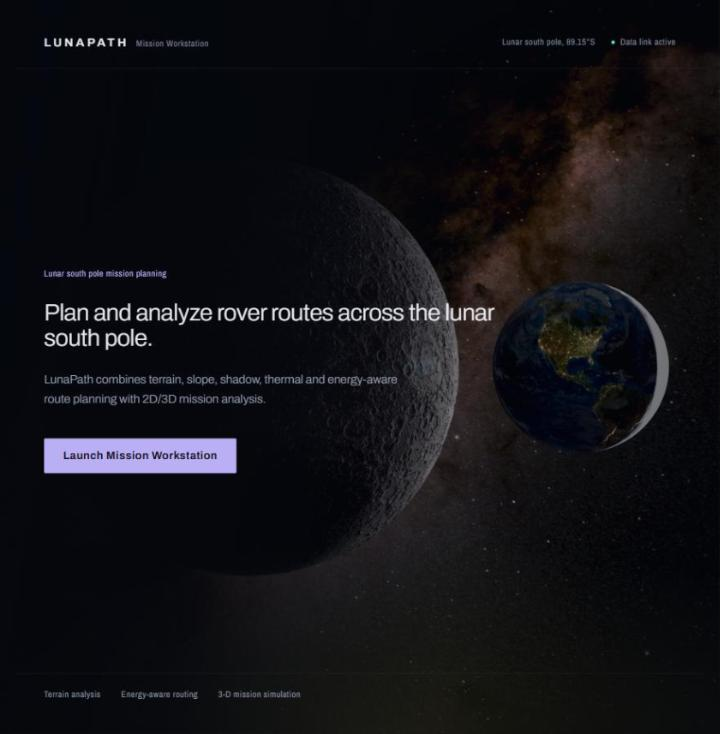 LUNAPATH Mission Workstation
Lunar south pole, 89.15°S Data link active
Lunar south pole mission planning
Plan and analyze rover routes across the lunar
south pole.
LunaPath combines terrain, slope, shadow, thermal and energy-aware
route planning with 2D/3D mission analysis.
Launch Mission Workstation
Terrain analysis Energy-aware routing 3-D mission simulation